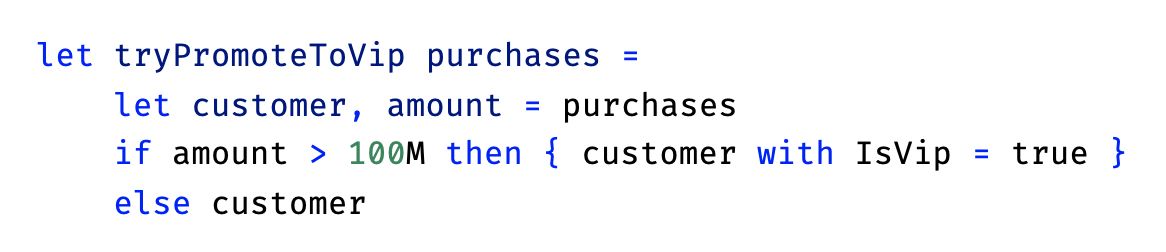 let tryPromoteToVip purchases =
    let customer, amount = purchases
    if amount > 100M then { customer with IsVip = true }
    else customer